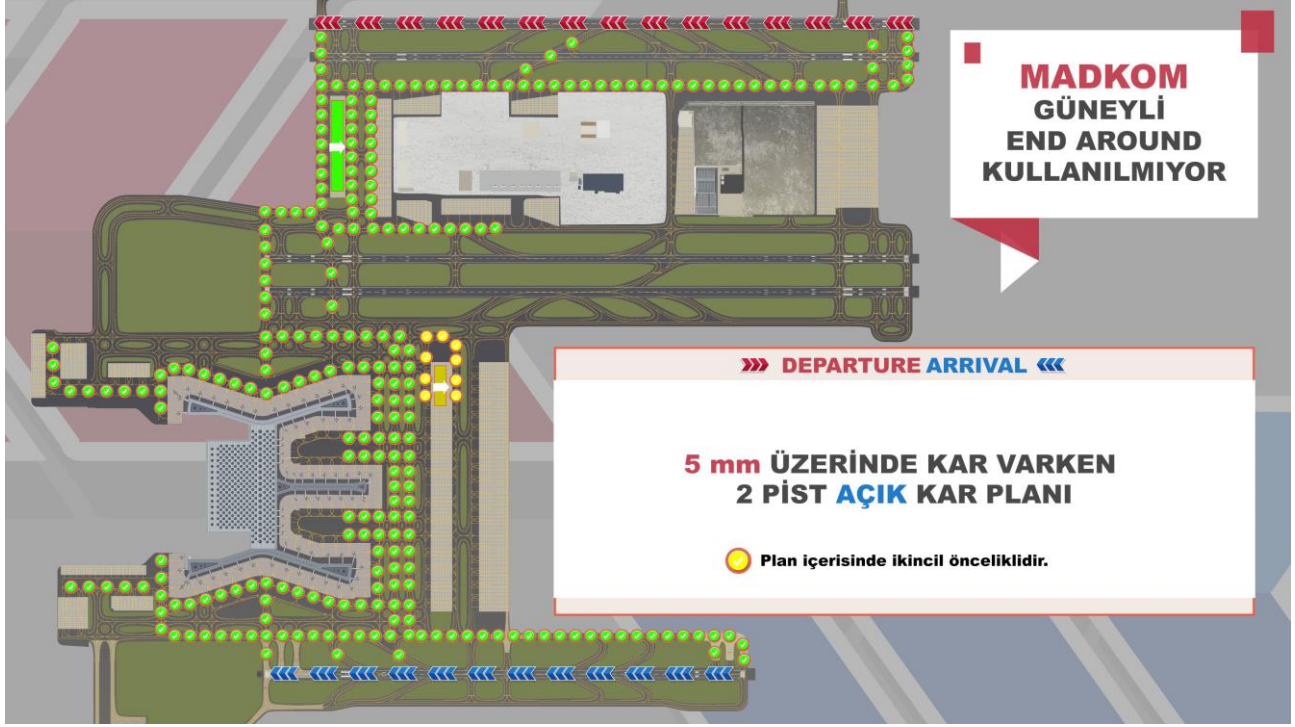 MADKOM
GÜNEYLİ
END AROUND
KULLANILMIYOR
DEPARTURE ARRIVAL
5 mm ÜZERİNDE KAR VARKEN
2 PİST AÇIK KAR PLANI
Plan içerisinde ikincil önceliklidir.